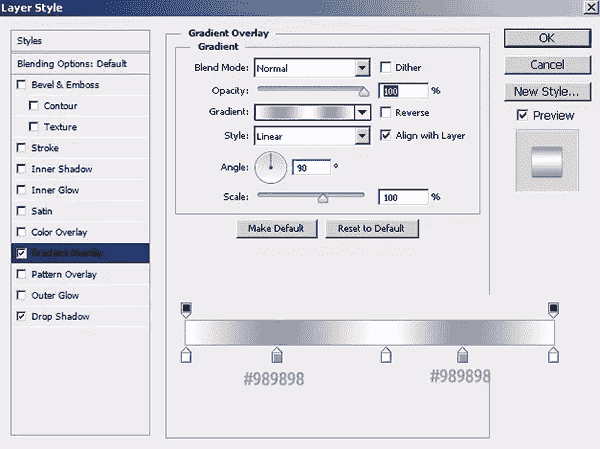 Layer Style
Styles
Blending Options: Default
Bevel & Emboss
Contour
Texture
Stroke
Inner Shadow
Inner Glow
Satin
Color Overlay
Gradient Overlay
Pattern Overlay
Outer Glow
Drop Shadow
Gradient Overlay
Gradient
Blend Mode: Normal Dither
Opacity: 100 %
Gradient: Reverse
Style: Linear Align with Layer
Angle: 90 °
Scale: 100 %
Make Default Reset to Default
#989898 #989898
OK
Cancel
New Style...
Preview